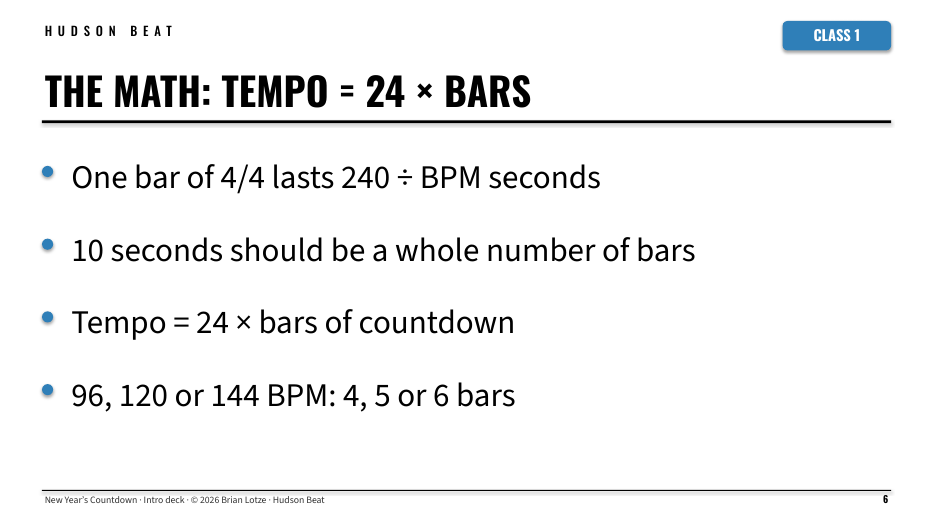 HUDSON BEAT
CLASS 1
THE MATH: TEMPO = 24 × BARS
One bar of 4/4 lasts 240 ÷ BPM seconds
10 seconds should be a whole number of bars
Tempo = 24 × bars of countdown
96, 120 or 144 BPM: 4, 5 or 6 bars
New Year's Countdown · Intro deck · © 2026 Brian Lotze · Hudson Beat
6